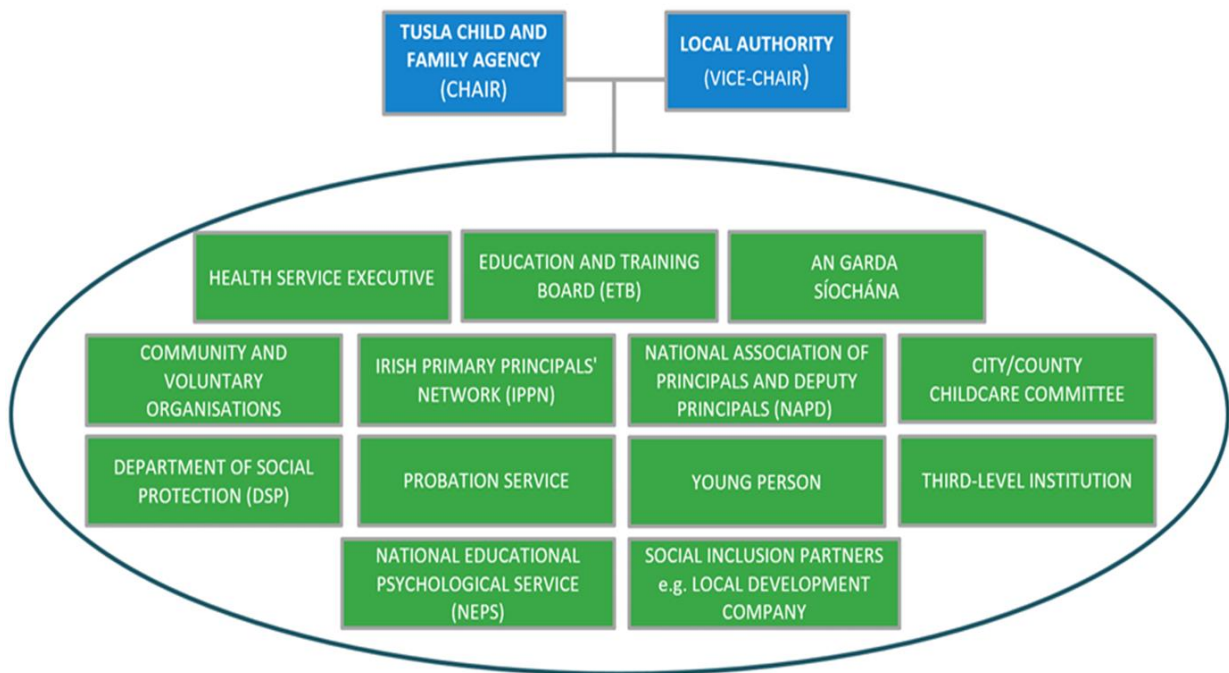 TUSLA CHILD AND
FAMILY AGENCY
(CHAIR)
LOCAL AUTHORITY
(VICE-CHAIR)
HEALTH SERVICE EXECUTIVE
EDUCATION AND TRAINING
BOARD (ETB)
AN GARDA
SÍOCHÁNA
COMMUNITY AND
VOLUNTARY
ORGANISATIONS
IRISH PRIMARY PRINCIPALS'
NETWORK (IPPN)
NATIONAL ASSOCIATION OF
PRINCIPALS AND DEPUTY
PRINCIPALS (NAPD)
CITY/COUNTY
CHILDCARE COMMITTEE
DEPARTMENT OF SOCIAL
PROTECTION (DSP)
PROBATION SERVICE
YOUNG PERSON
THIRD-LEVEL INSTITUTION
NATIONAL EDUCATIONAL
PSYCHOLOGICAL SERVICE
(NEPS)
SOCIAL INCLUSION PARTNERS
e.g. LOCAL DEVELOPMENT
COMPANY